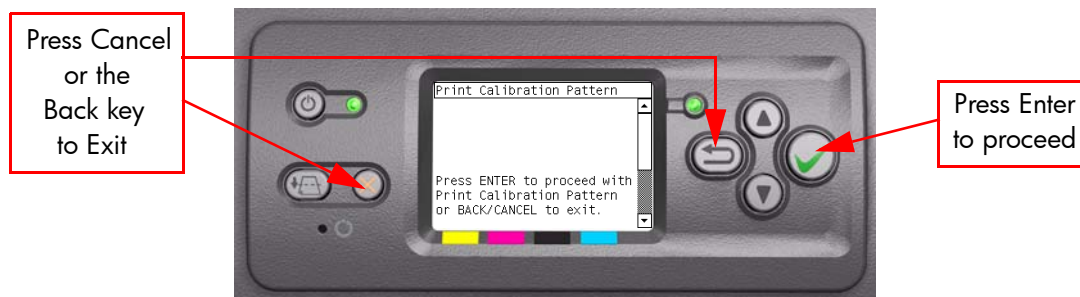 Press Cancel
or the
Back key
to Exit
Print Calibration Pattern
Press ENTER to proceed with
Print Calibration Pattern
or BACK/CANCEL to exit.
Press Enter
to proceed